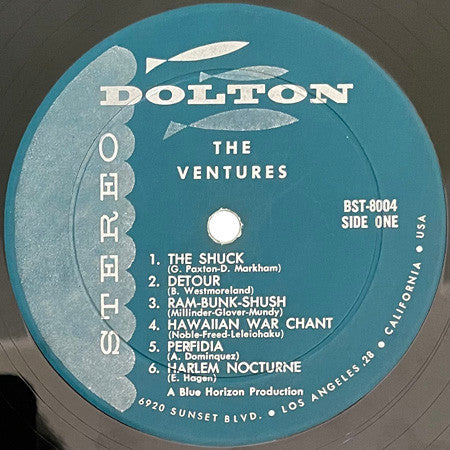 DOLTON
STEREO
THE
VENTURES
BST-8004
SIDE ONE
1. THE SHUCK
(G. Paxton-D. Markham)
2. DETOUR
(B. Westmoreland)
3. RAM-BUNK-SHUSH
(Millinder-Glover-Mundy)
4. HAWAIIAN WAR CHANT
(Noble-Freed-Leleiohaku)
5. PERFIDIA
(A. Dominquez)
6. HARLEM NOCTURNE
(E. Hagen)
A Blue Horizon Production
6920 SUNSET BLVD. • LOS ANGELES 28 • CALIFORNIA • USA